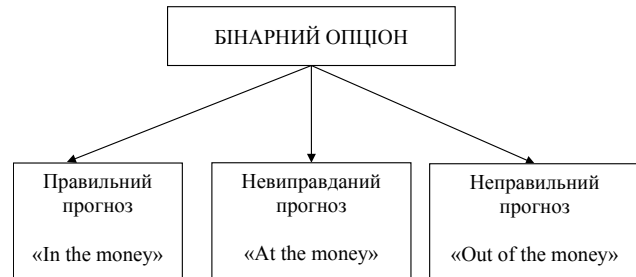 БІНАРНИЙ ОПЦІОН
Правильний
прогноз
«In the money»
Невиправданий
прогноз
«At the money»
Неправильний
прогноз
«Out of the money»